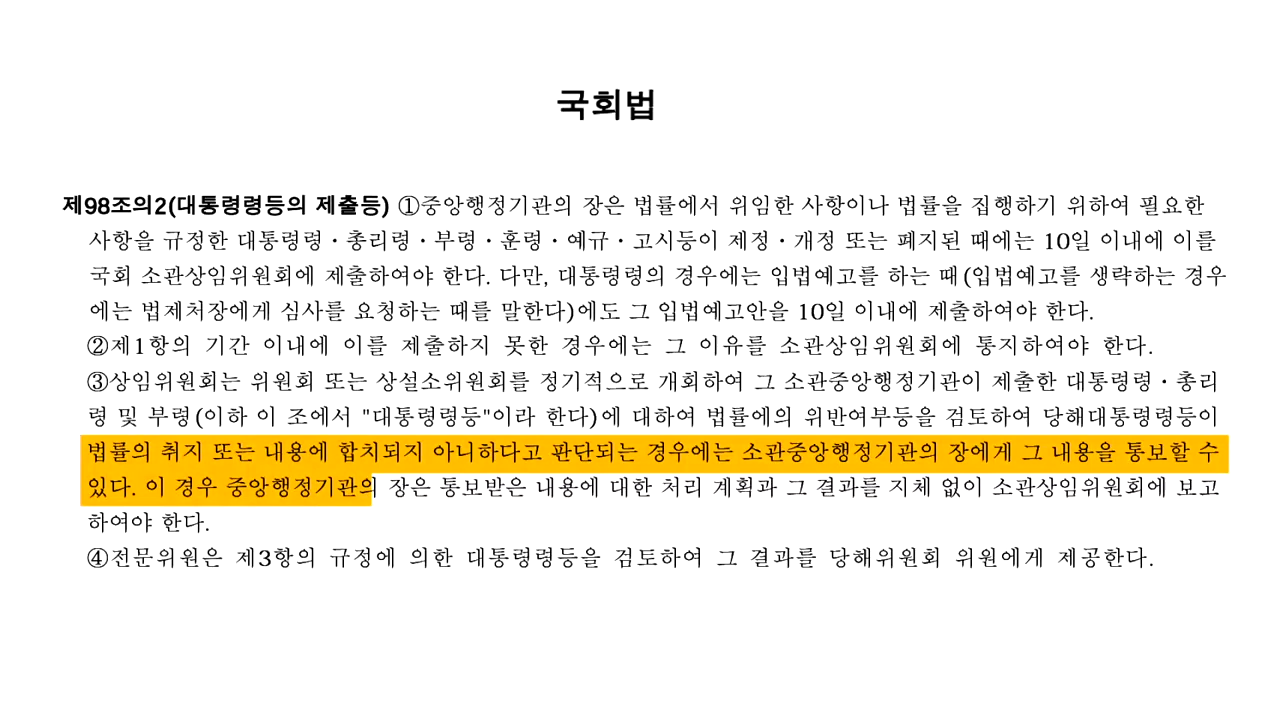 국회법
제98조의2(대통령령등의 제출등) ①중앙행정기관의 장은 법률에서 위임한 사항이나 법률을 집행하기 위하여 필요한
사항을 규정한 대통령령·총리령·부령·훈령·예규·고시등이 제정·개정 또는 폐지된 때에는 10일 이내에 이를
국회 소관상임위원회에 제출하여야 한다. 다만, 대통령령의 경우에는 입법예고를 하는 때(입법예고를 생략하는 경우
에는 법제처장에게 심사를 요청하는 때를 말한다)에도 그 입법예고안을 10일 이내에 제출하여야 한다.
②제1항의 기간 이내에 이를 제출하지 못한 경우에는 그 이유를 소관상임위원회에 통지하여야 한다.
③상임위원회는 위원회 또는 상설소위원회를 정기적으로 개회하여 그 소관중앙행정기관이 제출한 대통령령·총리
령 및 부령(이하 이 조에서 "대통령령등"이라 한다)에 대하여 법률에의 위반여부등을 검토하여 당해대통령령등이
법률의 취지 또는 내용에 합치되지 아니하다고 판단되는 경우에는 소관중앙행정기관의 장에게 그 내용을 통보할 수
있다. 이 경우 중앙행정기관의 장은 통보받은 내용에 대한 처리 계획과 그 결과를 지체 없이 소관상임위원회에 보고
하여야 한다.
④전문위원은 제3항의 규정에 의한 대통령령등을 검토하여 그 결과를 당해위원회 위원에게 제공한다.